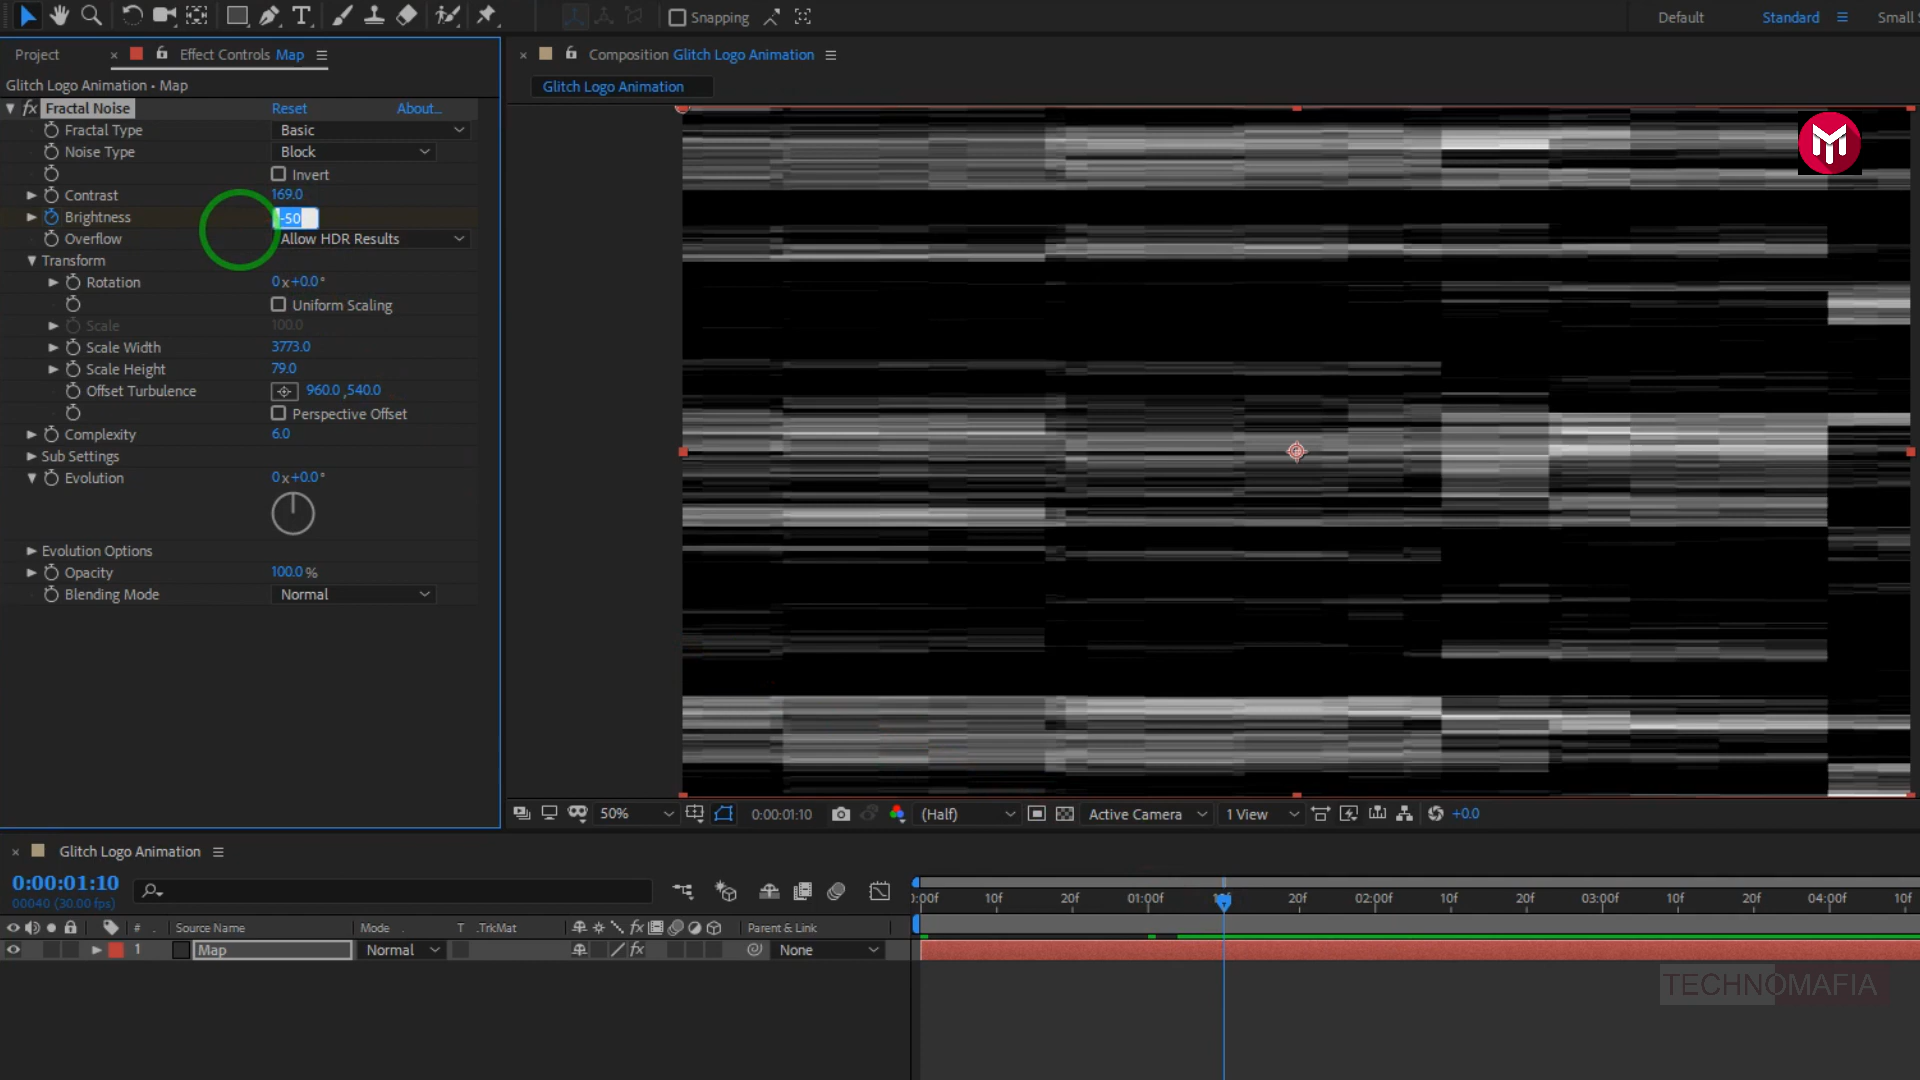 Snapping
Default
Standard
Small S
Project
Effect Controls Map
Composition Glitch Logo Animation
Glitch Logo Animation • Map
Glitch Logo Animation
fx Fractal Noise Reset About...
Fractal Type Basic
Noise Type Block
Invert
Contrast 169.0
Brightness -50
Overflow Allow HDR Results
Transform
Rotation 0x+0.0°
Uniform Scaling
Scale 100.0
Scale Width 3773.0
Scale Height 79.0
Offset Turbulence 960.0 ,540.0
Perspective Offset
Complexity 6.0
Sub Settings
Evolution 0x+0.0°
Evolution Options
Opacity 100.0 %
Blending Mode Normal
50% 0:00:01:10 (Half) Active Camera 1 View +0.0
Glitch Logo Animation
0:00:01:10
00040 (30.00 fps)
:00f 10f 20f 01:00f 20f 02:00f 10f 20f 03:00f 10f 20f 04:00f 10f
# Source Name Mode T .TrkMat fx Parent & Link
1 Map Normal fx None
TECHNOMAFIA